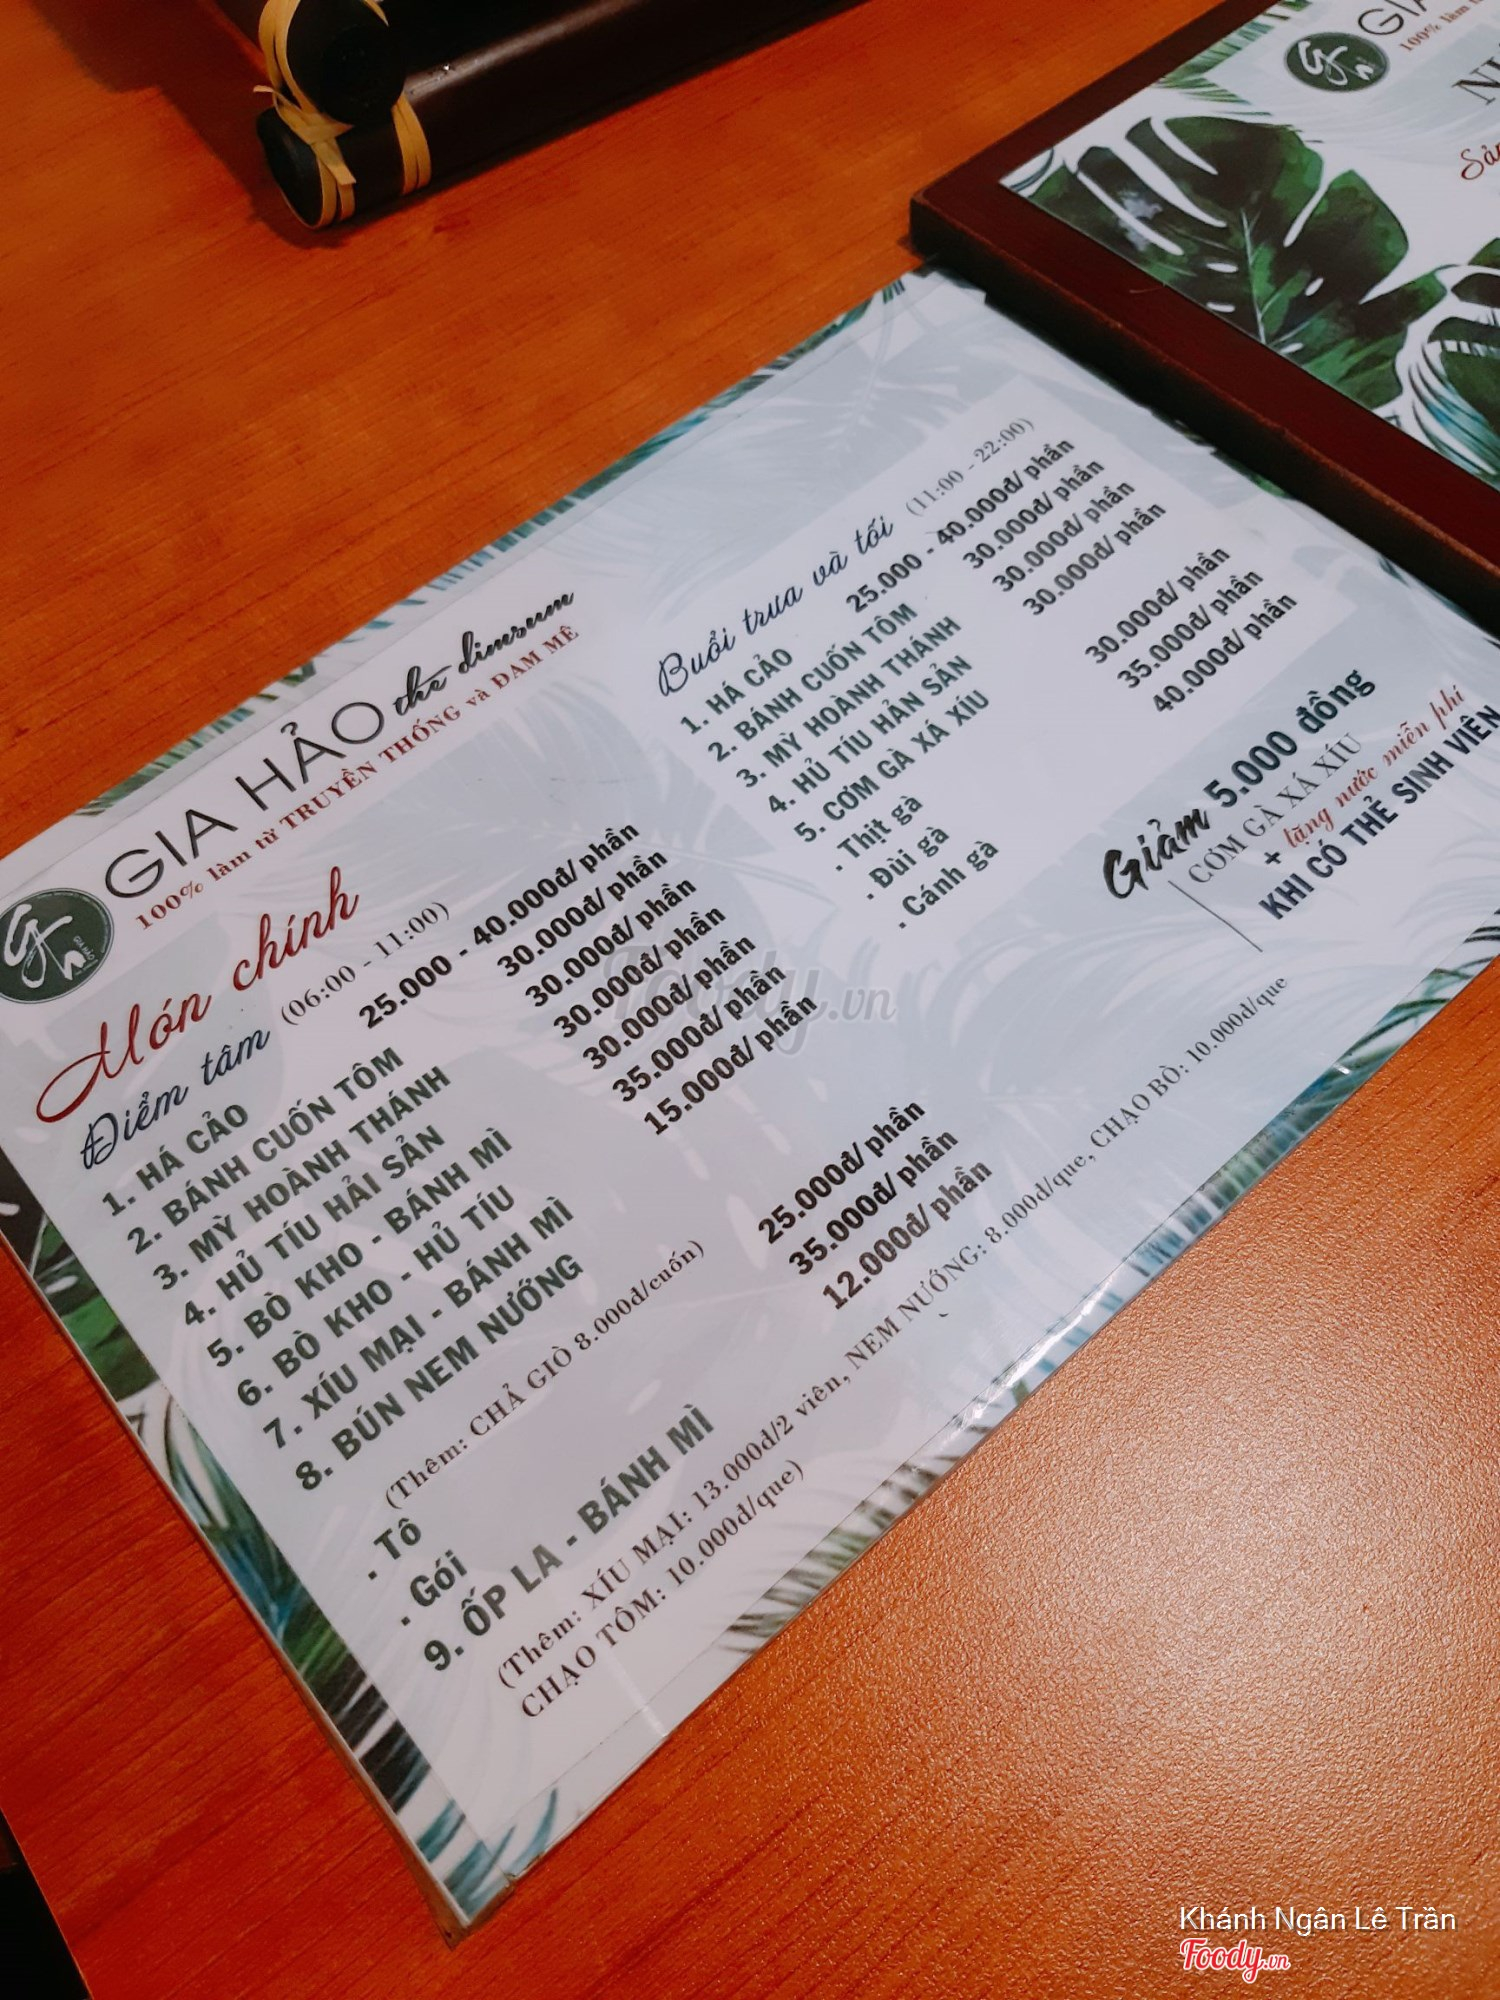 GIA HẢO the dimsum
100% làm từ TRUYỀN THỐNG và ĐAM MÊ
Món chính
Điểm tâm (06:00 - 11:00)
1. HÁ CẢO 25.000 - 40.000đ/ phần
2. BÁNH CUỐN TÔM 30.000đ/ phần
3. MỲ HOÀNH THÁNH 30.000đ/ phần
4. HỦ TÍU HẢI SẢN 30.000đ/ phần
5. BÒ KHO - BÁNH MÌ 30.000đ/ phần
6. BÒ KHO - HỦ TÍU 35.000đ/ phần
7. XÍU MẠI - BÁNH MÌ 15.000đ/ phần
8. BÚN NEM NƯỚNG
(Thêm: CHẢ GIÒ 8.000đ/cuốn)
. Tô 25.000đ/ phần
. Gói 35.000đ/ phần
9. ỐP LA - BÁNH MÌ 12.000đ/ phần
(Thêm: XÍU MẠI: 13.000đ/2 viên, NEM NƯỚNG: 8.000đ/que, CHẠO BÒ: 10.000đ/que
CHẠO TÔM: 10.000đ/que)
Buổi trưa và tối (11:00 - 22:00)
1. HÁ CẢO 25.000 - 40.000đ/ phần
2. BÁNH CUỐN TÔM 30.000đ/ phần
3. MỲ HOÀNH THÁNH 30.000đ/ phần
4. HỦ TÍU HẢN SẢN 30.000đ/ phần
5. CƠM GÀ XÁ XÍU
. Thịt gà 30.000đ/ phần
. Đùi gà 35.000đ/ phần
. Cánh gà 40.000đ/ phần
Giảm 5.000 đồng
CƠM GÀ XÁ XÍU
+ tặng nước miễn phí
KHI CÓ THẺ SINH VIÊN
GIA
100% làm
Foody.vn
Khánh Ngân Lê Trần
Foody.vn